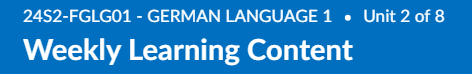 24S2-FGLG01 - GERMAN LANGUAGE 1 • Unit 2 of 8
Weekly Learning Content